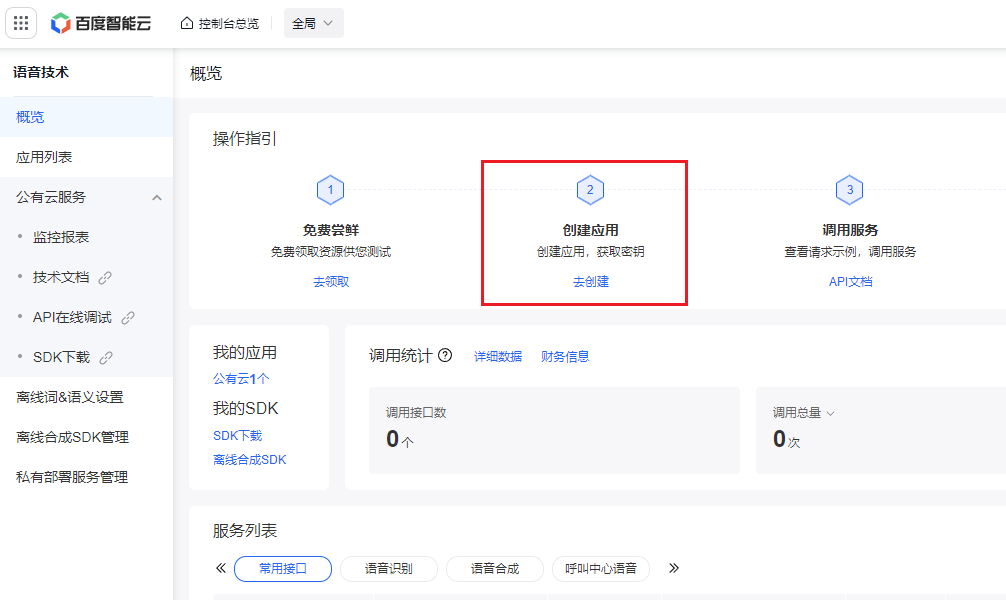 百度智能云 控制台总览 全局
语音技术
概览
应用列表
公有云服务
监控报表
技术文档
API在线调试
SDK下载
离线词&语义设置
离线合成SDK管理
私有部署服务管理
概览
操作指引
1
免费尝鲜
免费领取资源供您测试
去领取
2
创建应用
创建应用，获取密钥
去创建
3
调用服务
查看请求示例，调用服务
API文档
我的应用
公有云1个
我的SDK
SDK下载
离线合成SDK
调用统计 详细数据 财务信息
调用接口数
0个
调用总量
0次
服务列表
常用接口 语音识别 语音合成 呼叫中心语音